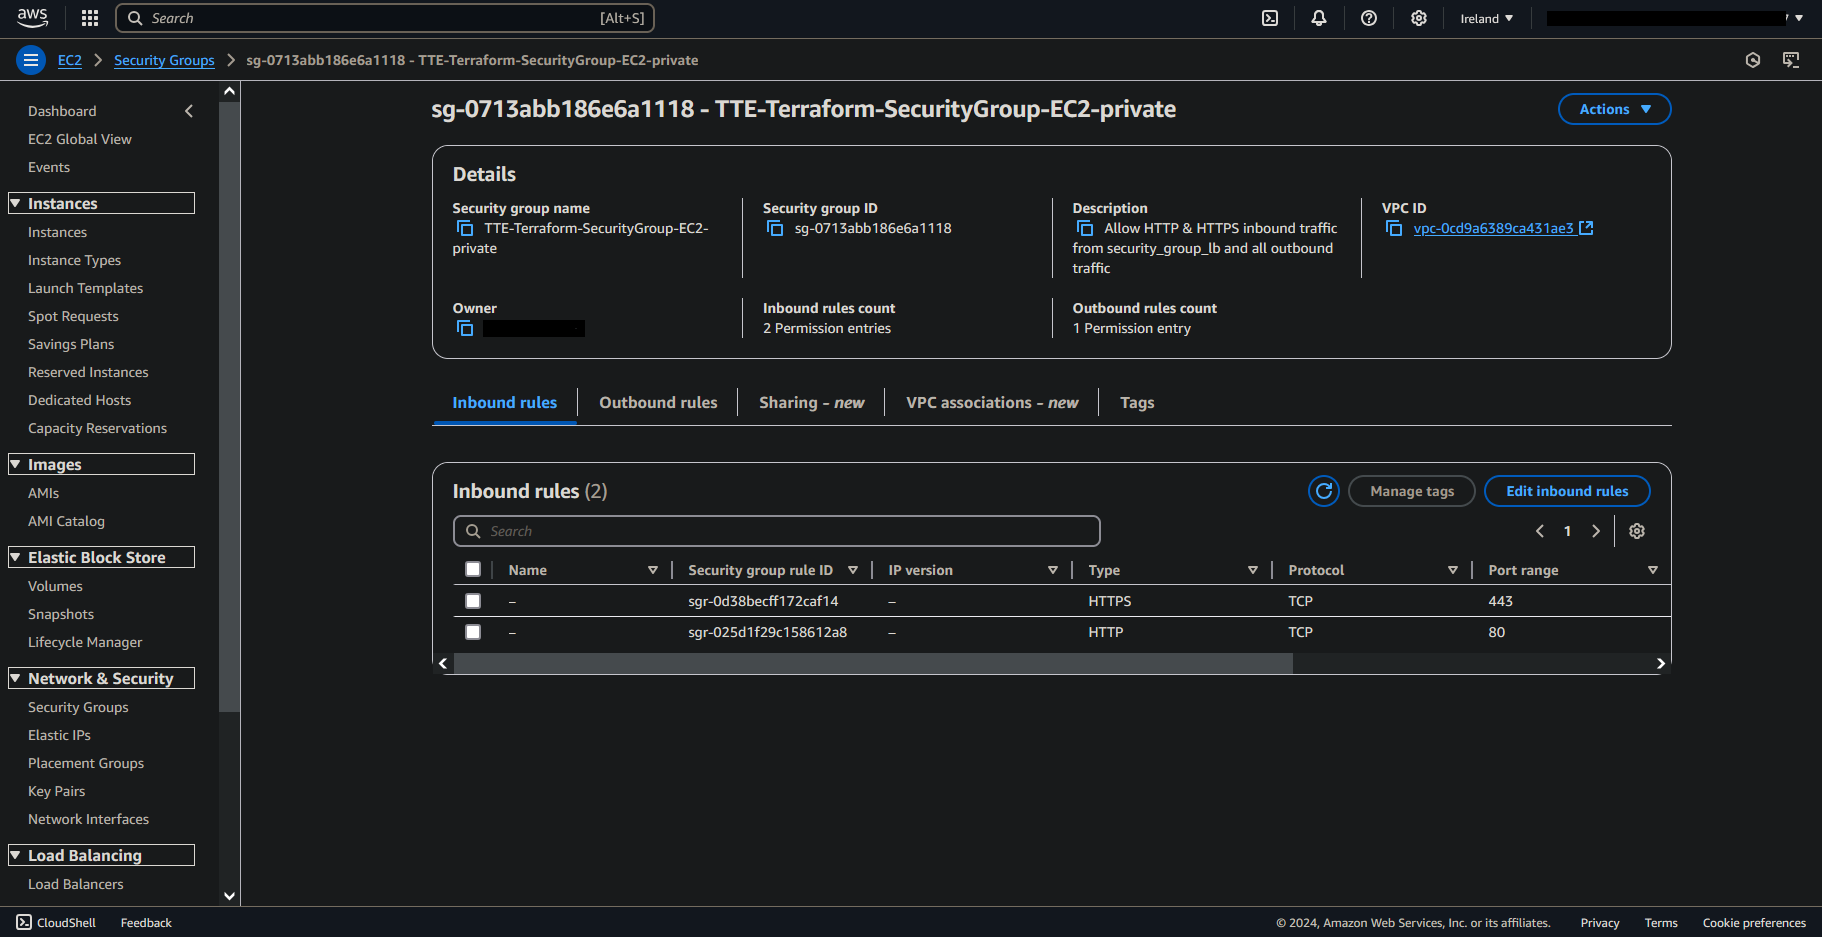 aws
Search
[Alt+S]
Ireland
EC2
Security Groups
sg-0713abb186e6a1118 - TTE-Terraform-SecurityGroup-EC2-private
Dashboard
EC2 Global View
Events
Instances
Instances
Instance Types
Launch Templates
Spot Requests
Savings Plans
Reserved Instances
Dedicated Hosts
Capacity Reservations
Images
AMIs
AMI Catalog
Elastic Block Store
Volumes
Snapshots
Lifecycle Manager
Network & Security
Security Groups
Elastic IPs
Placement Groups
Key Pairs
Network Interfaces
Load Balancing
Load Balancers
sg-0713abb186e6a1118 - TTE-Terraform-SecurityGroup-EC2-private
Actions
Details
Security group name
TTE-Terraform-SecurityGroup-EC2-
private
Security group ID
sg-0713abb186e6a1118
Description
Allow HTTP & HTTPS inbound traffic
from security_group_lb and all outbound
traffic
VPC ID
vpc-0cd9a6389ca431ae3
Owner
Inbound rules count
2 Permission entries
Outbound rules count
1 Permission entry
Inbound rules
Outbound rules
Sharing - new
VPC associations - new
Tags
Inbound rules (2)
Manage tags
Edit inbound rules
Search
1
Name Security group rule ID IP version Type Protocol Port range
– sgr-0d38becff172caf14 – HTTPS TCP 443
– sgr-025d1f29c158612a8 – HTTP TCP 80
CloudShell
Feedback
© 2024, Amazon Web Services, Inc. or its affiliates.
Privacy
Terms
Cookie preferences